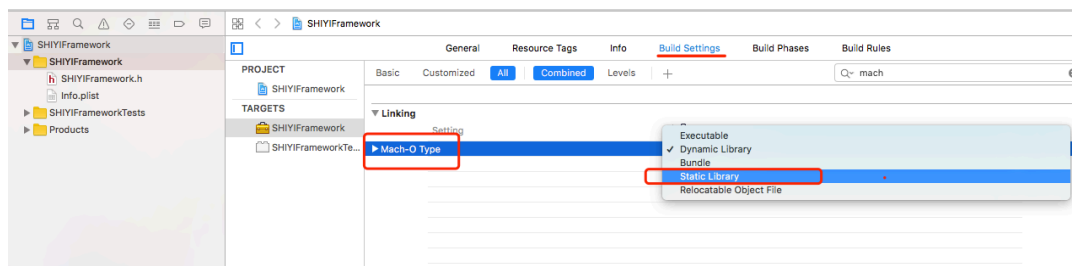 SHIYIFramework
SHIYIFramework
General Resource Tags Info Build Settings Build Phases Build Rules
SHIYIFramework
h SHIYIFramework.h
Info.plist
SHIYIFrameworkTests
Products
PROJECT
SHIYIFramework
TARGETS
SHIYIFramework
SHIYIFrameworkTe...
Basic Customized All Combined Levels + mach
Linking
Setting
Mach-O Type
Executable
✓ Dynamic Library
Bundle
Static Library
Relocatable Object File